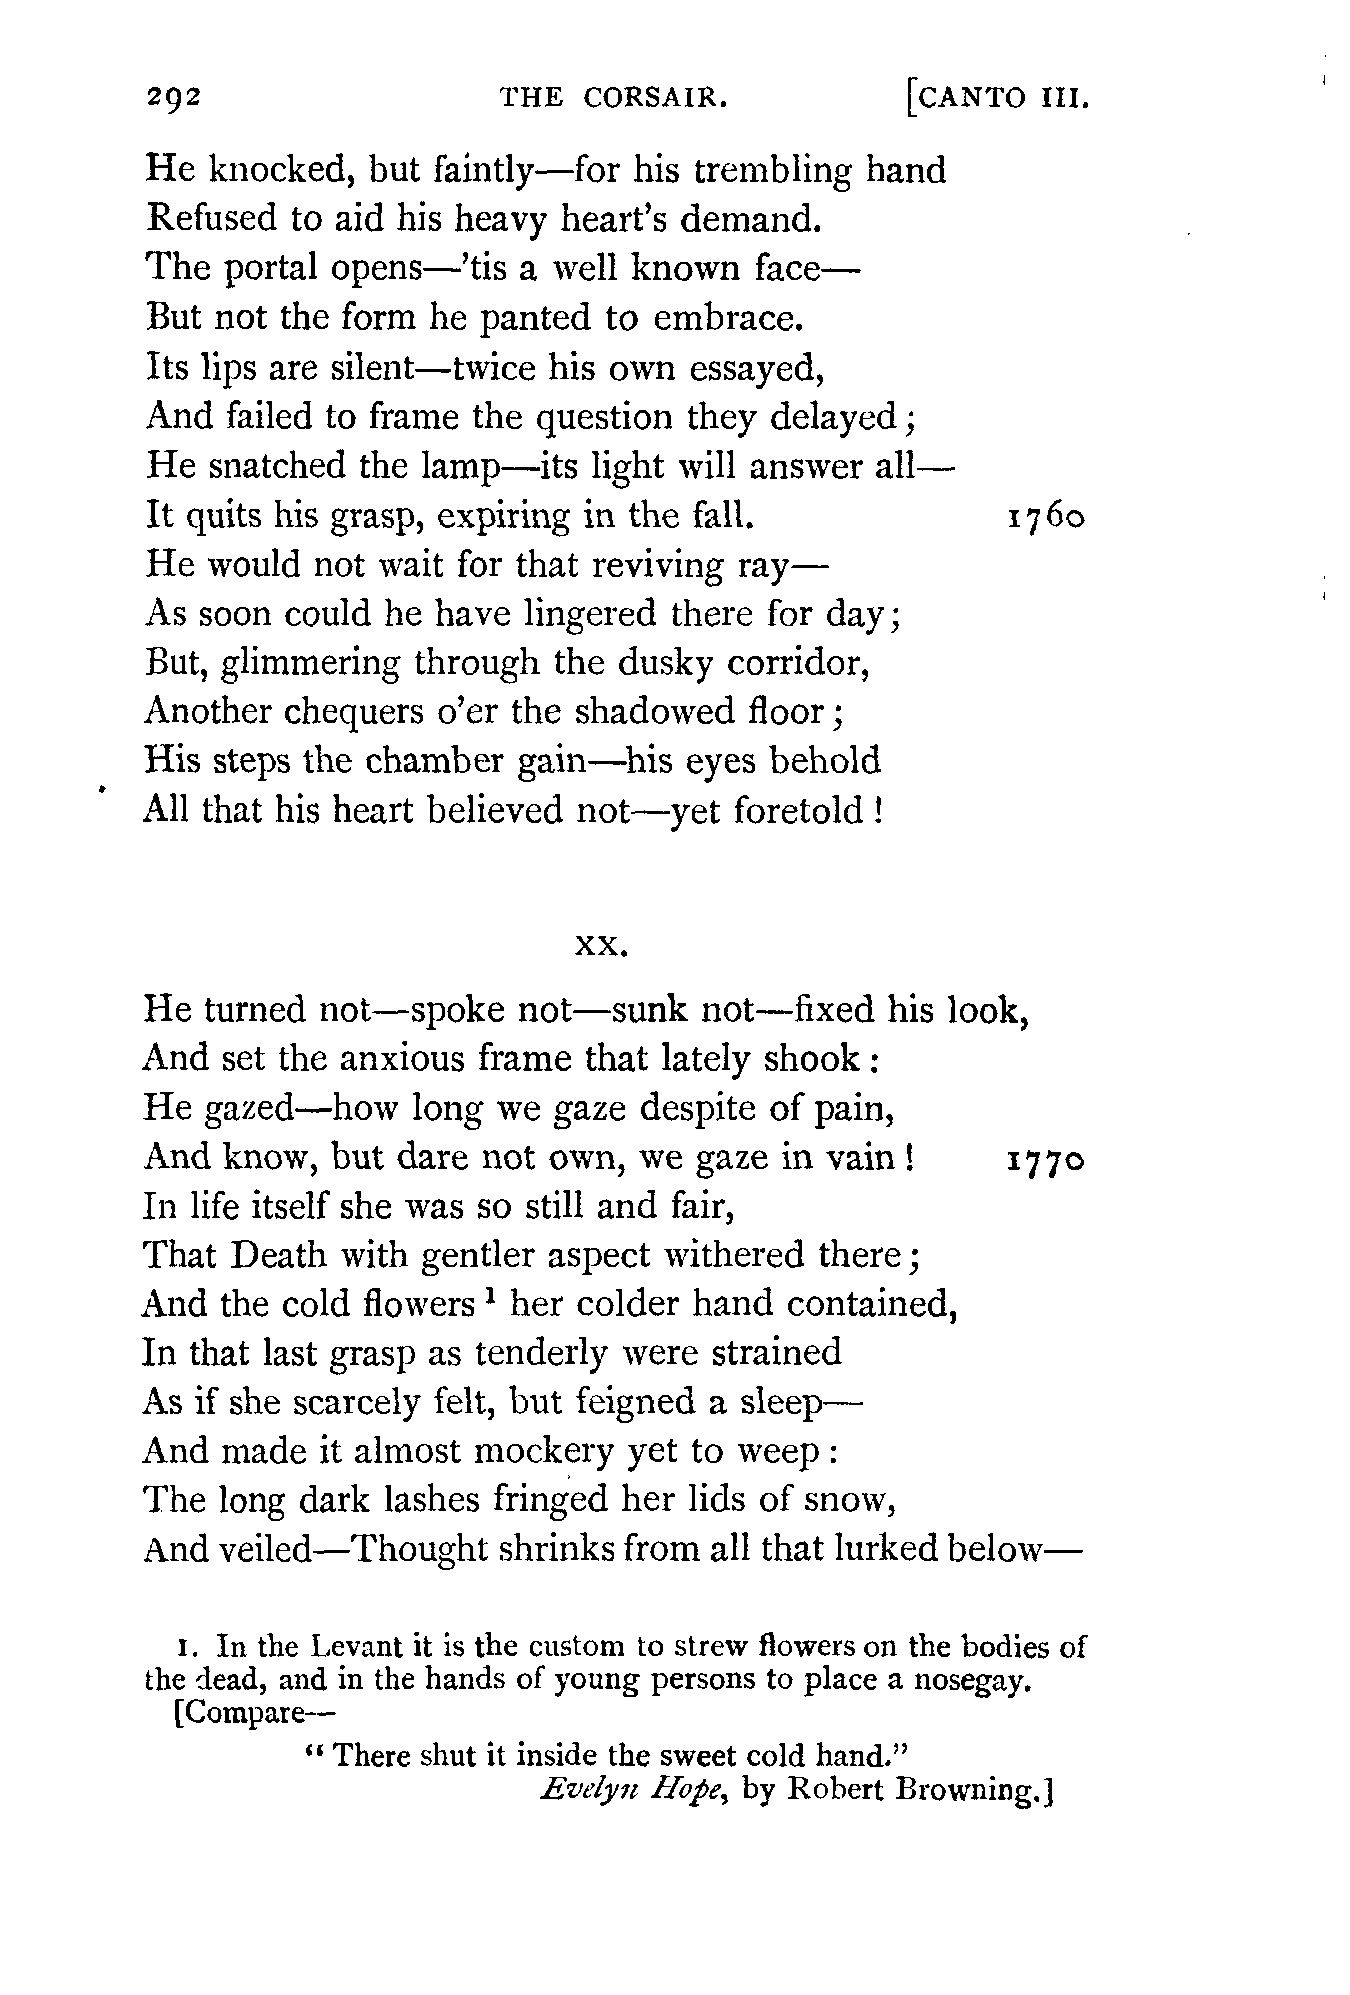 292 THE CORSAIR. [CANTO III.
He knocked, but faintly—for his trembling hand
Refused to aid his heavy heart's demand.
The portal opens—'tis a well known face—
But not the form he panted to embrace.
Its lips are silent—twice his own essayed,
And failed to frame the question they delayed;
He snatched the lamp—its light will answer all—
It quits his grasp, expiring in the fall. 1760
He would not wait for that reviving ray—
As soon could he have lingered there for day;
But, glimmering through the dusky corridor,
Another chequers o'er the shadowed floor;
His steps the chamber gain—his eyes behold
All that his heart believed not—yet foretold!
XX.
He turned not—spoke not—sunk not—fixed his look,
And set the anxious frame that lately shook:
He gazed—how long we gaze despite of pain,
And know, but dare not own, we gaze in vain! 1770
In life itself she was so still and fair,
That Death with gentler aspect withered there;
And the cold flowers ¹ her colder hand contained,
In that last grasp as tenderly were strained
As if she scarcely felt, but feigned a sleep—
And made it almost mockery yet to weep:
The long dark lashes fringed her lids of snow,
And veiled—Thought shrinks from all that lurked below—
1. In the Levant it is the custom to strew flowers on the bodies of
the dead, and in the hands of young persons to place a nosegay.
[Compare—
"There shut it inside the sweet cold hand."
Evelyn Hope, by Robert Browning.]